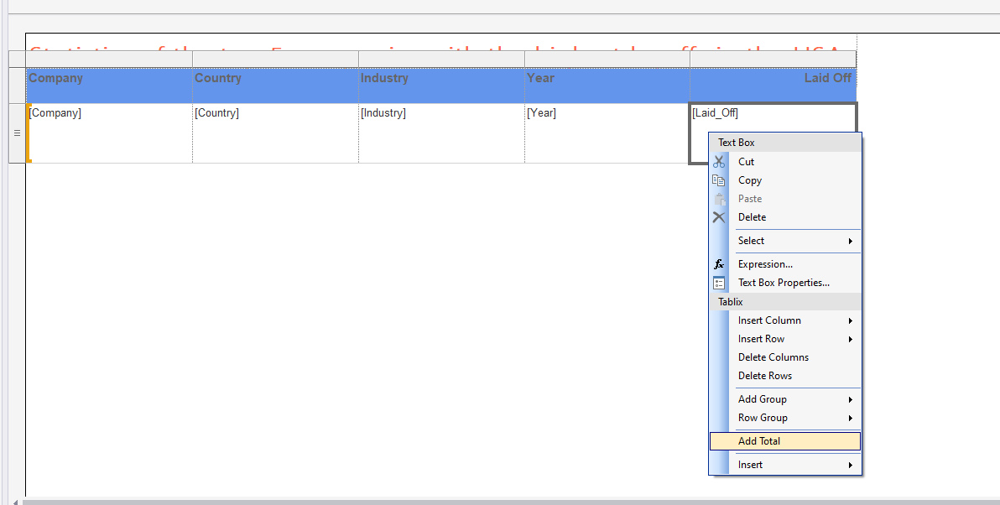 Company Country Industry Year Laid Off
[Company] [Country] [Industry] [Year] [Laid_Off]
Text Box
Cut
Copy
Paste
Delete
Select
fx Expression...
Text Box Properties...
Tablix
Insert Column
Insert Row
Delete Columns
Delete Rows
Add Group
Row Group
Add Total
Insert